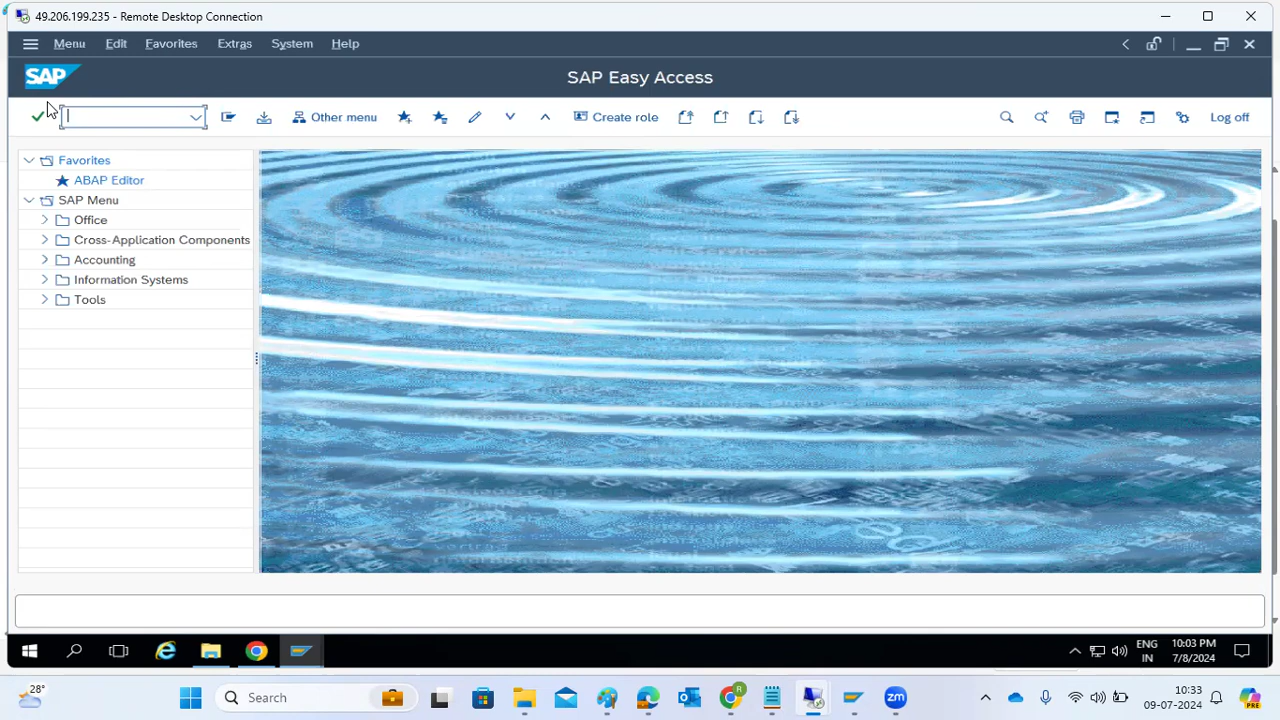 49.206.199.235 - Remote Desktop Connection
Menu Edit Favorites Extras System Help
SAP
SAP Easy Access
Other menu Create role Log off
Favorites
ABAP Editor
SAP Menu
Office
Cross-Application Components
Accounting
Information Systems
Tools
ENG
IN
10:03 PM
7/8/2024
28°
Search
PRE
R
zm
10:33
09-07-2024